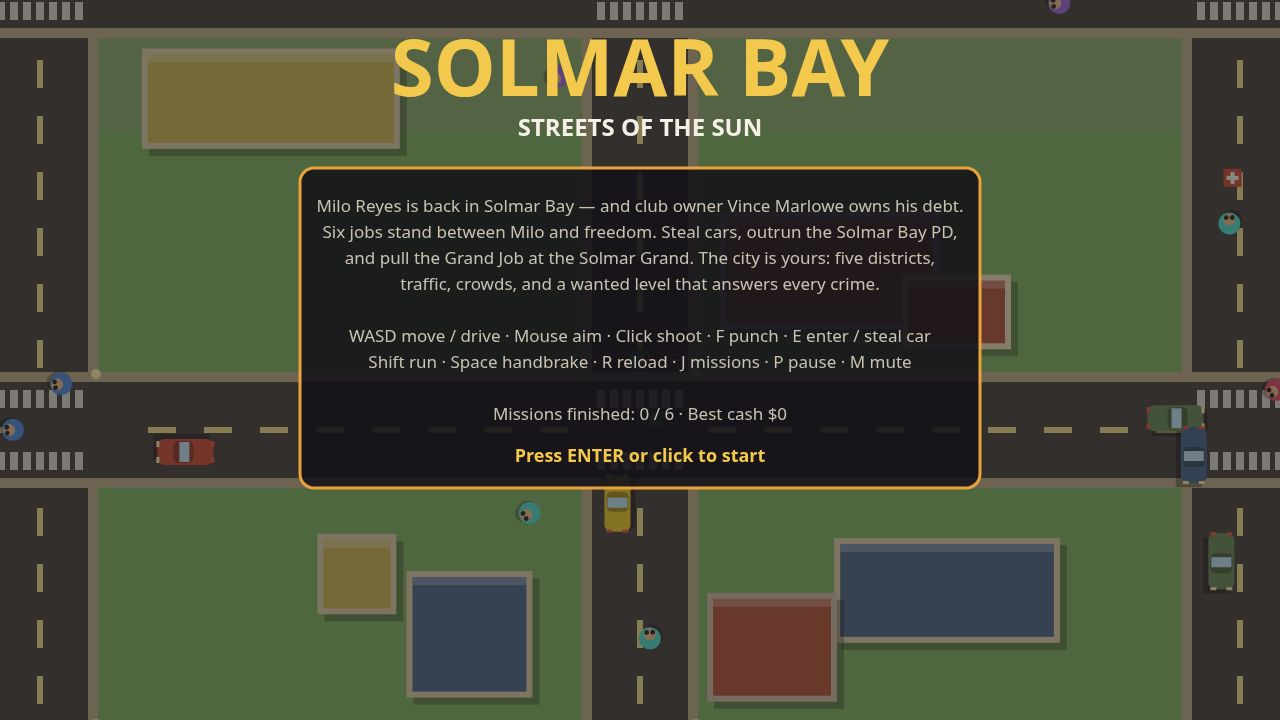 SOLMAR BAY
STREETS OF THE SUN
Milo Reyes is back in Solmar Bay — and club owner Vince Marlowe owns his debt.
Six jobs stand between Milo and freedom. Steal cars, outrun the Solmar Bay PD,
and pull the Grand Job at the Solmar Grand. The city is yours: five districts,
traffic, crowds, and a wanted level that answers every crime.
WASD move / drive · Mouse aim · Click shoot · F punch · E enter / steal car
Shift run · Space handbrake · R reload · J missions · P pause · M mute
Missions finished: 0 / 6 · Best cash $0
Press ENTER or click to start